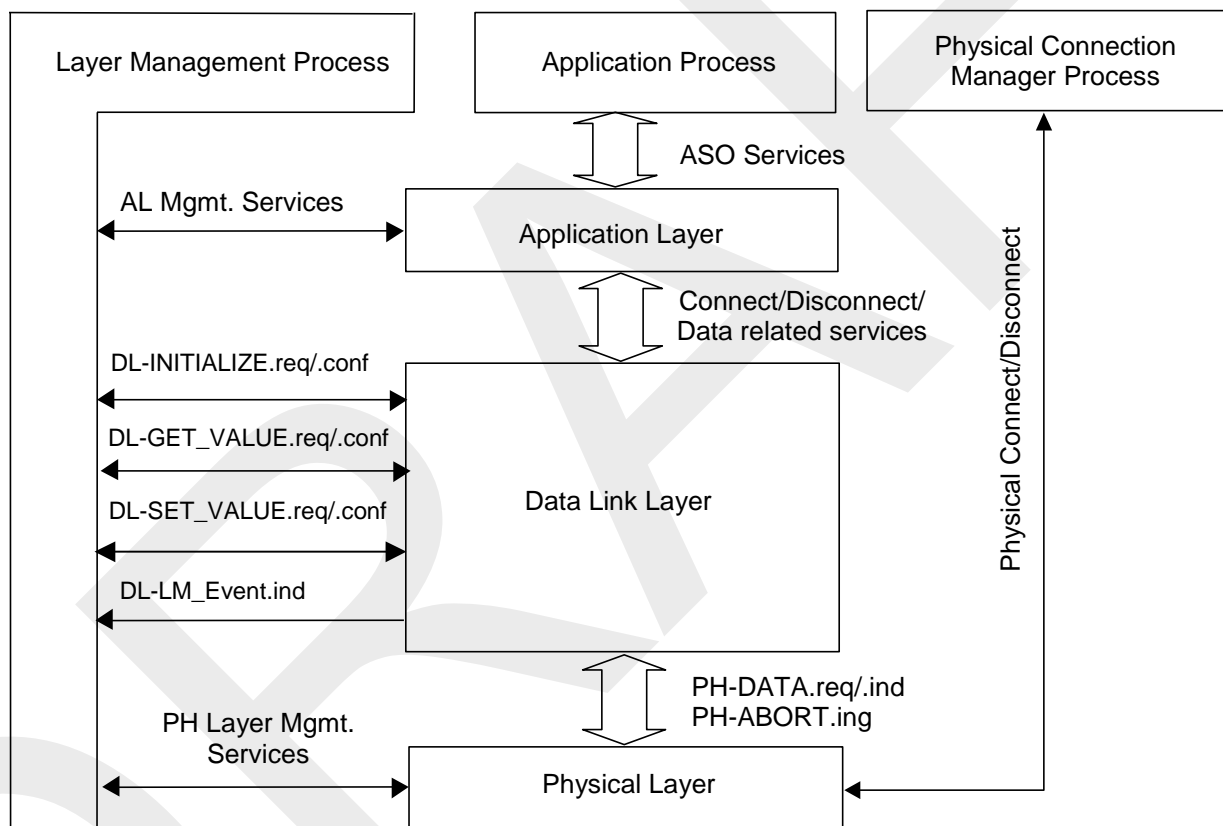 Layer Management Process
Application Process
Physical Connection
Manager Process
ASO Services
AL Mgmt. Services
Application Layer
Connect/Disconnect/
Data related services
Physical Connect/Disconnect
DL-INITIALIZE.req/.conf
DL-GET_VALUE.req/.conf
DL-SET_VALUE.req/.conf
Data Link Layer
DL-LM_Event.ind
PH-DATA.req/.ind
PH-ABORT.ing
PH Layer Mgmt.
Services
Physical Layer
DRAFT